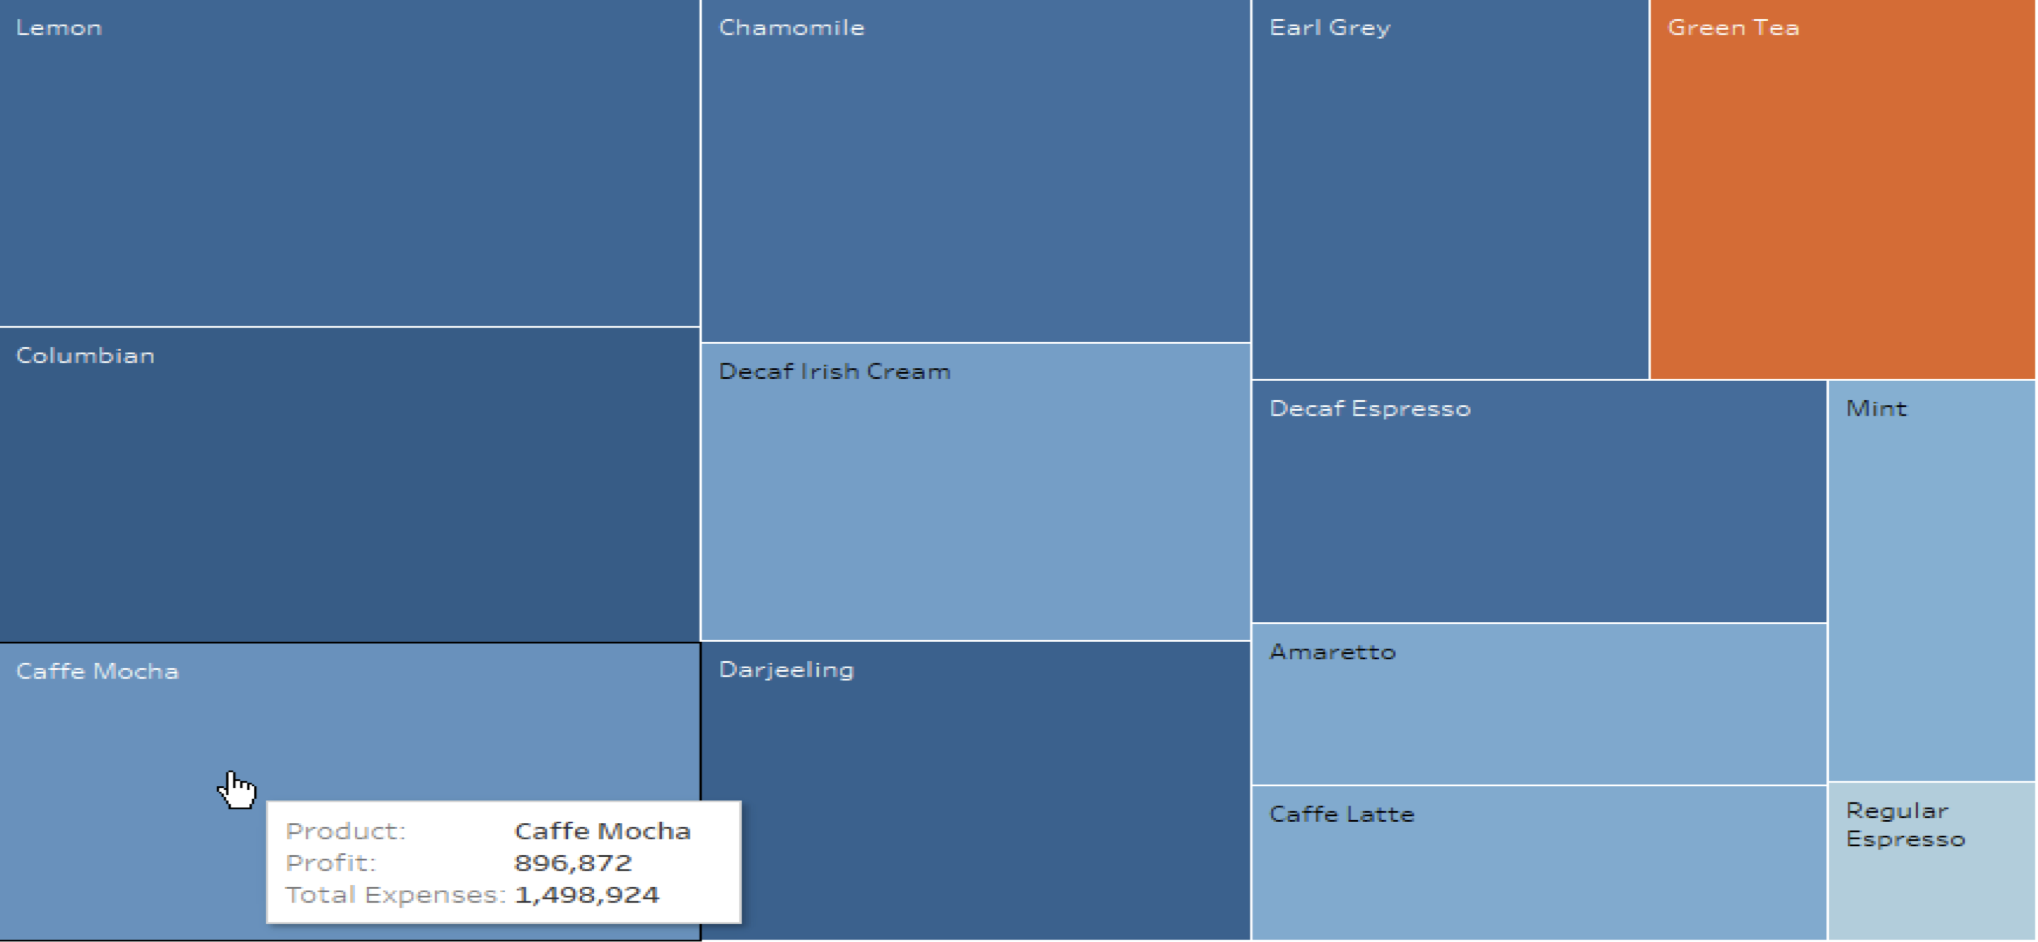 Lemon
Chamomile
Earl Grey
Green Tea
Columbian
Decaf Irish Cream
Decaf Espresso
Mint
Caffe Mocha
Darjeeling
Amaretto
Caffe Latte
Regular
Espresso
Product: Caffe Mocha
Profit: 896,872
Total Expenses: 1,498,924